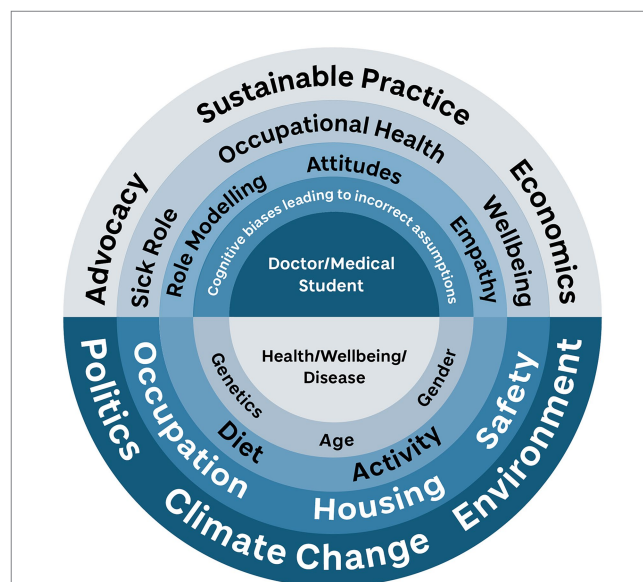 Sustainable Practice
Advocacy
Economics
Occupational Health
Sick Role
Wellbeing
Attitudes
Role Modelling
Empathy
Cognitive biases leading to incorrect assumptions
Doctor/Medical
Student
Health/Wellbeing/
Disease
Genetics
Age
Gender
Diet
Activity
Occupation
Housing
Safety
Politics
Climate Change
Environment